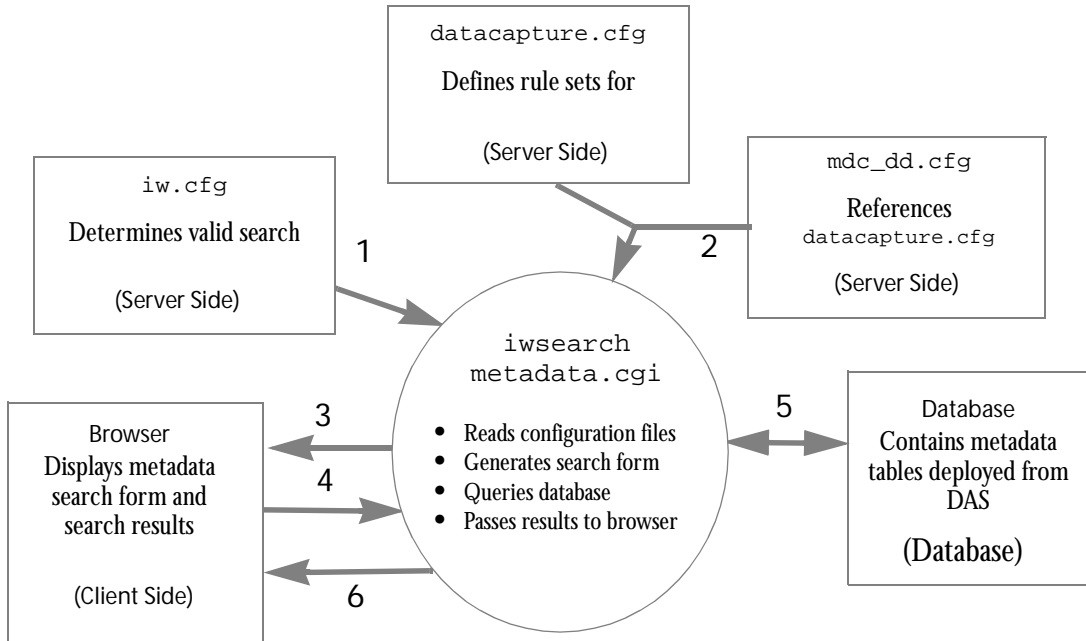 datacapture.cfg
Defines rule sets for
(Server Side)
iw.cfg
Determines valid search
(Server Side)
1
mdc_dd.cfg
References
datacapture.cfg
(Server Side)
2
iwsearch
metadata.cgi
• Reads configuration files
• Generates search form
• Queries database
• Passes results to browser
Browser
Displays metadata
search form and
search results
(Client Side)
3
4
6
5
Database
Contains metadata
tables deployed from
DAS
(Database)